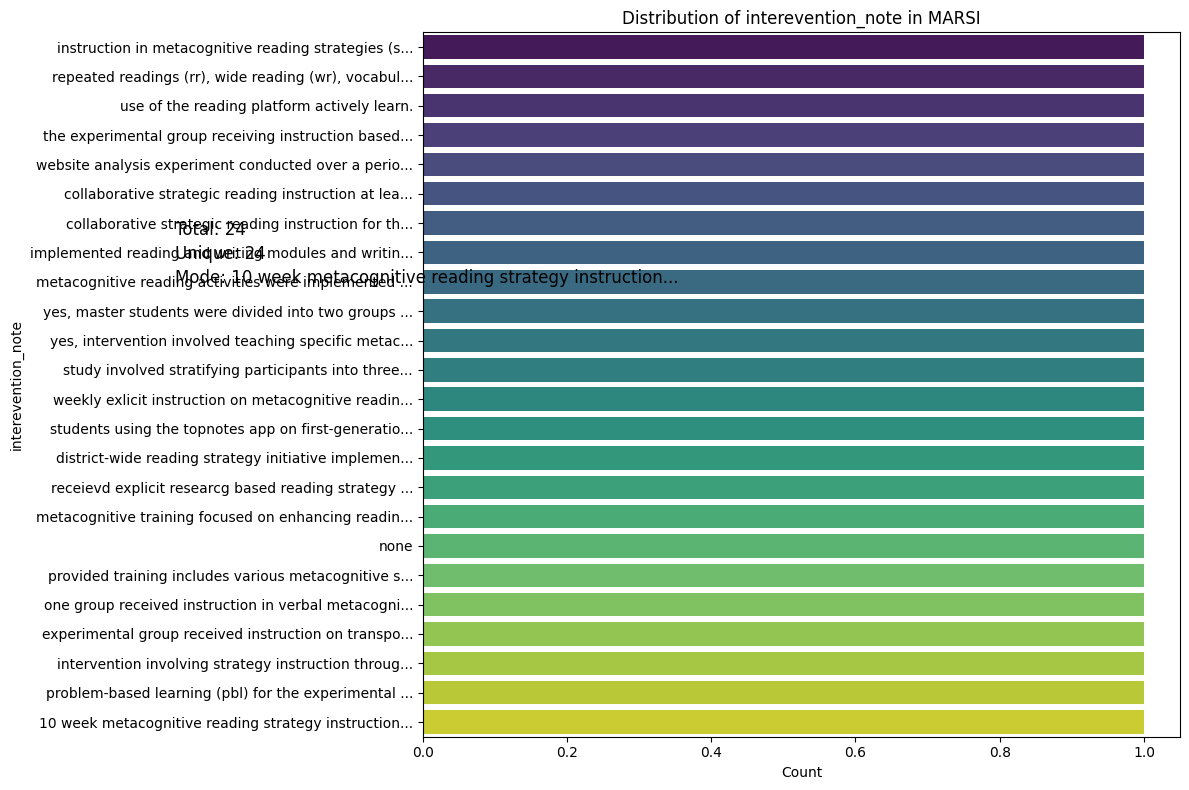 Distribution of interevention_note in MARSI
instruction in metacognitive reading strategies (s...
repeated readings (rr), wide reading (wr), vocabul...
use of the reading platform actively learn.
the experimental group receiving instruction based...
website analysis experiment conducted over a perio...
collaborative strategic reading instruction at lea...
collaborative strategic reading instruction for th...
Total: 24
implemented reading and writing modules and writin...
Unique: 24
metacognitive reading activities were implemented ...
Mode: 10 week metacognitive reading strategy instruction...
yes, master students were divided into two groups ...
yes, intervention involved teaching specific metac...
study involved stratifying participants into three...
weekly exlicit instruction on metacognitive readin...
students using the topnotes app on first-generatio...
district-wide reading strategy initiative implemen...
receievd explicit researcg based reading strategy ...
metacognitive training focused on enhancing readin...
none
provided training includes various metacognitive s...
one group received instruction in verbal metacogni...
experimental group received instruction on transpo...
intervention involving strategy instruction throug...
problem-based learning (pbl) for the experimental ...
10 week metacognitive reading strategy instruction...
interevention_note
0.0 0.2 0.4 0.6 0.8 1.0
Count